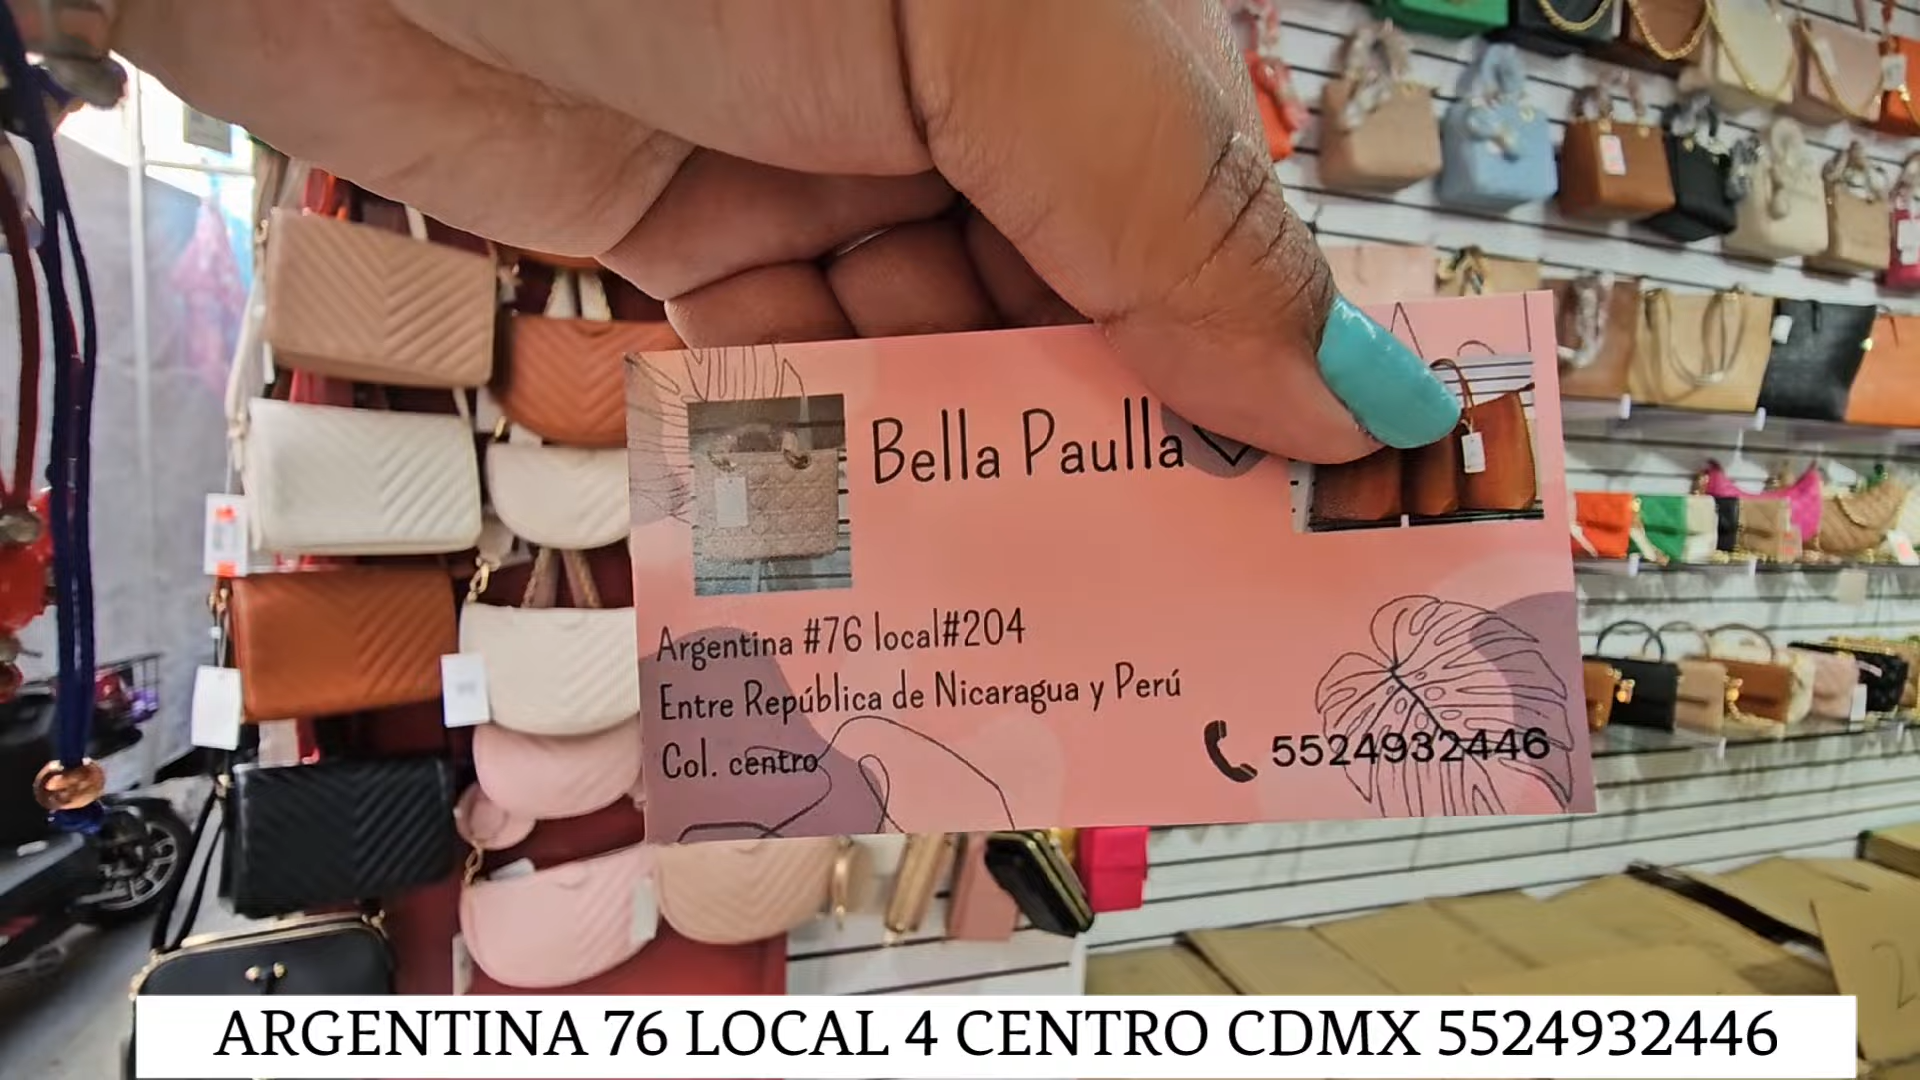 Bella Paulla
Argentina #76 local#204
Entre República de Nicaragua y Perú
Col. centro
5524932446
ARGENTINA 76 LOCAL 4 CENTRO CDMX 5524932446